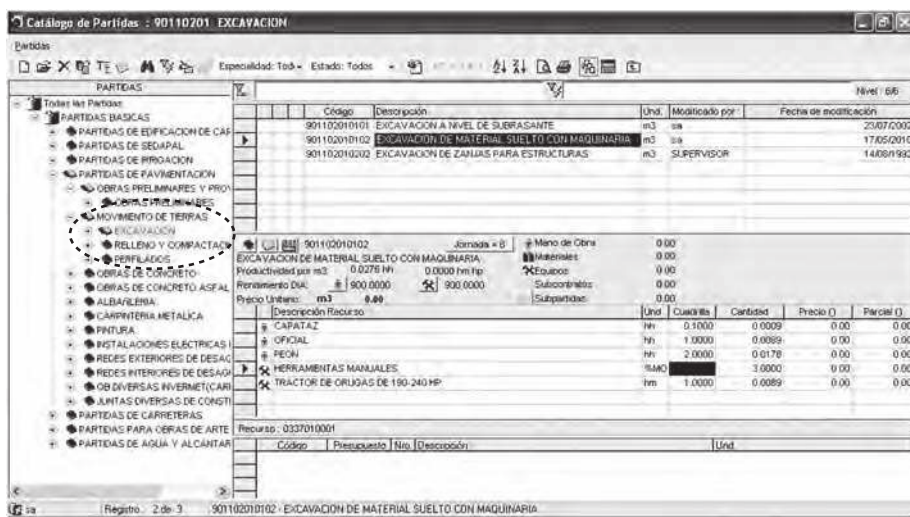 Catálogo de Partidas : 90110201 EXCAVACION
Partidas
Especialidad: Tod Estado: Todos
PARTIDAS
Nivel : 6/6
Todas las Partidas
PARTIDAS BASICAS
PARTIDAS DE EDIFICACION DE CAR
PARTIDAS DE SEDAPAL
PARTIDAS DE IRRIGACION
PARTIDAS DE PAVIMENTACION
OBRAS PRELIMINARES Y PROV
OBRAS PRELIMINARES
MOVIMIENTO DE TIERRAS
EXCAVACION
RELLENO Y COMPACTACI
PERFILADOS
OBRAS DE CONCRETO
OBRAS DE CONCRETO ASFAL
ALBAÑILERIA
CARPINTERIA METALICA
PINTURA
INSTALACIONES ELECTRICAS I
REDES EXTERIORES DE DESAG
REDES INTERIORES DE DESAG
OB DIVERSAS INVERMET(CARI
JUNTAS DIVERSAS DE CONSTI
PARTIDAS DE CARRETERAS
PARTIDAS PARA OBRAS DE ARTE
PARTIDAS DE AGUA Y ALCANTAR
Código Descripción Und. Modificado por Fecha de modificación
901102010101 EXCAVACION A NIVEL DE SUBRASANTE m3 sa 23/07/2002
901102010102 EXCAVACION DE MATERIAL SUELTO CON MAQUINARIA m3 sa 17/05/2010
901102010202 EXCAVACION DE ZANJAS PARA ESTRUCTURAS m3 SUPERVISOR 14/08/1992
901102010102 Jornada = 8 Mano de Obra 0.00
EXCAVACION DE MATERIAL SUELTO CON MAQUINARIA Materiales 0.00
Productividad por m3 0.0276 hh 0.0000 hm hp Equipos 0.00
Rendimiento DIA: 900.0000 900.0000 Subcontratos 0.00
Precio Unitario: m3 0.00 Subpartidas 0.00
Descripción Recurso Und Cuadrilla Cantidad Precio () Parcial ()
CAPATAZ hh 0.1000 0.0009 0.00 0.00
OFICIAL hh 1.0000 0.0089 0.00 0.00
PEON hh 2.0000 0.0178 0.00 0.00
HERRAMIENTAS MANUALES %MO 3.0000 0.00 0.00
TRACTOR DE ORUGAS DE 190-240 HP hm 1.0000 0.0089 0.00 0.00
Recurso : 0337010001
Código Presupuesto Nro. Descripción Und.
sa Registro 2 de 3 901102010102 - EXCAVACION DE MATERIAL SUELTO CON MAQUINARIA